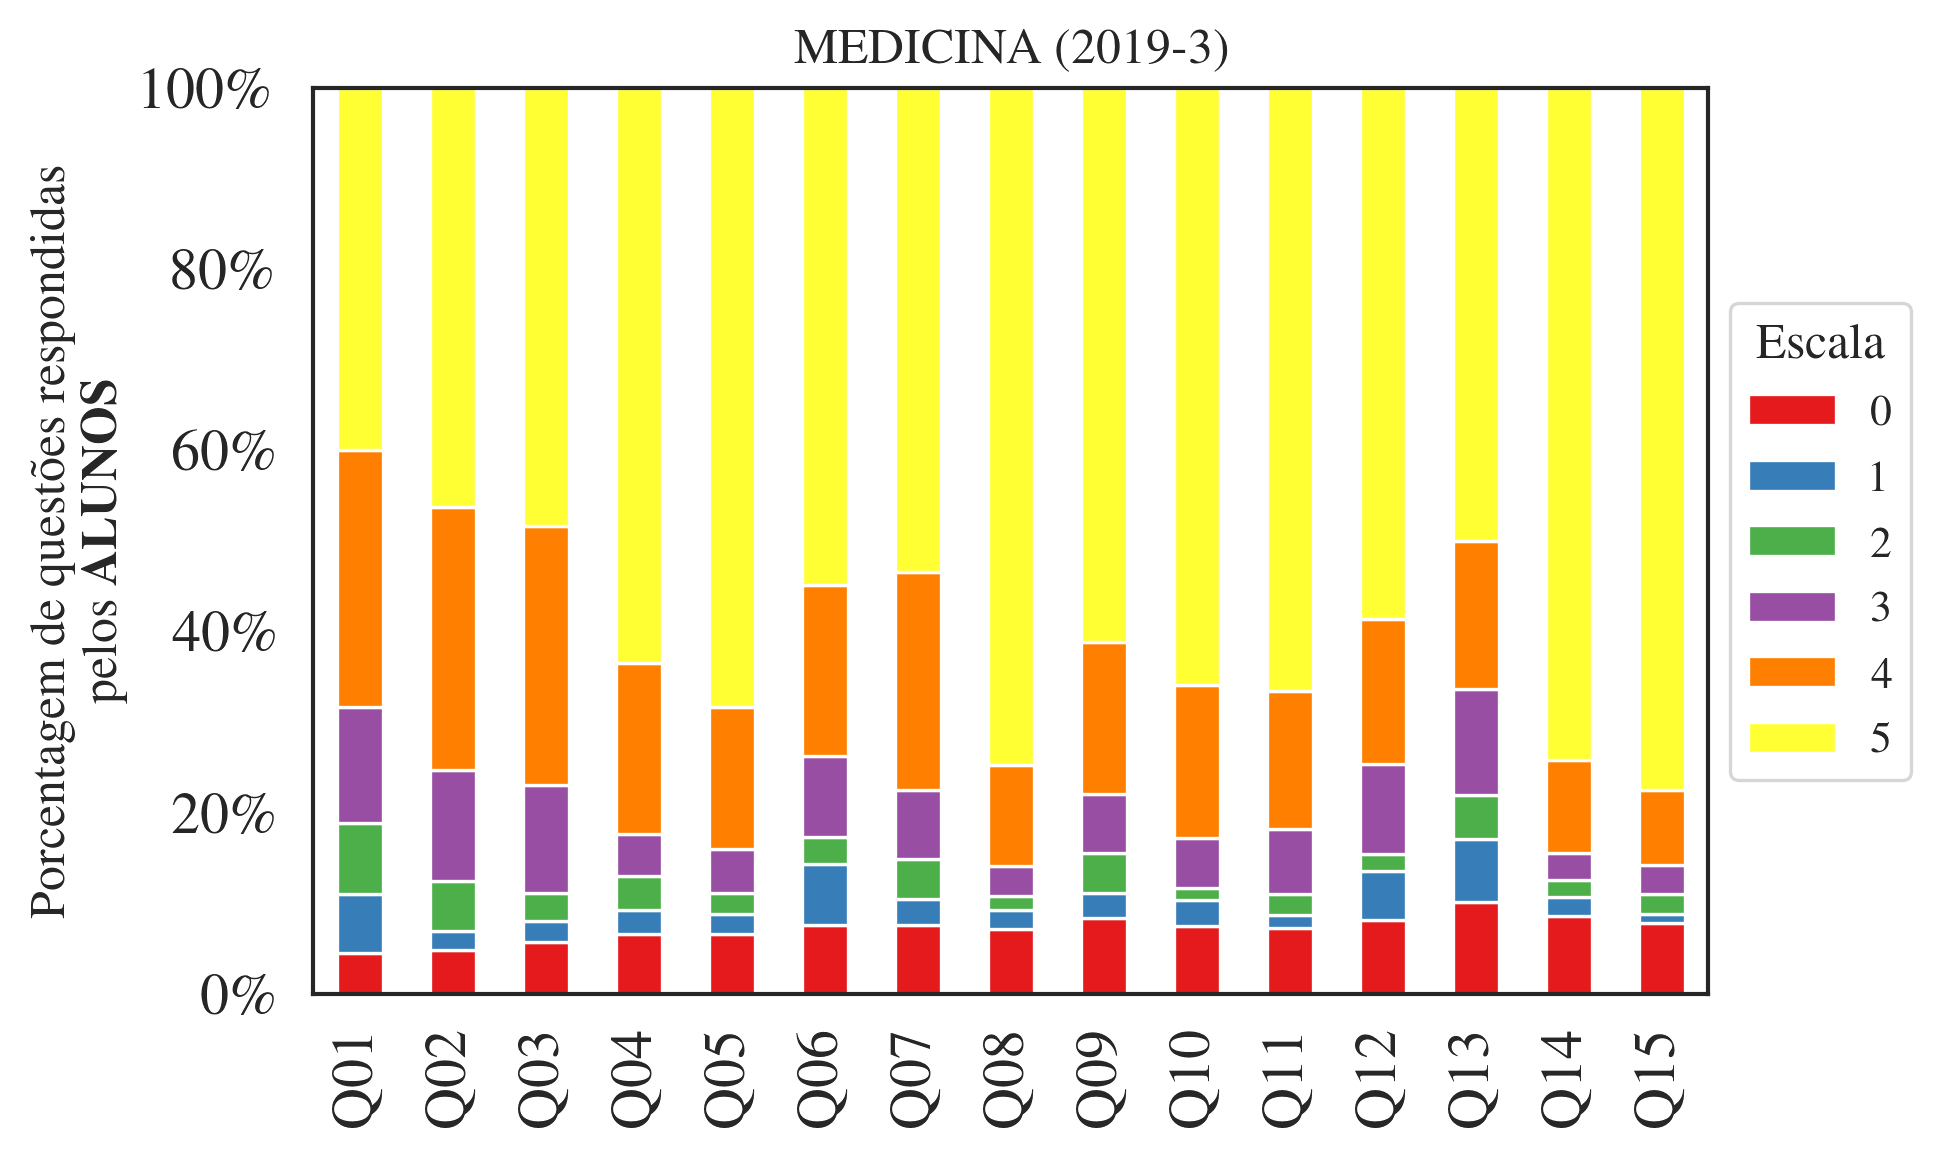 MEDICINA (2019-3)
Porcentagem de questões respondidas
pelos ALUNOS
100%
80%
60%
40%
20%
0%
Q01
Q02
Q03
Q04
Q05
Q06
Q07
Q08
Q09
Q10
Q11
Q12
Q13
Q14
Q15
Escala
0
1
2
3
4
5